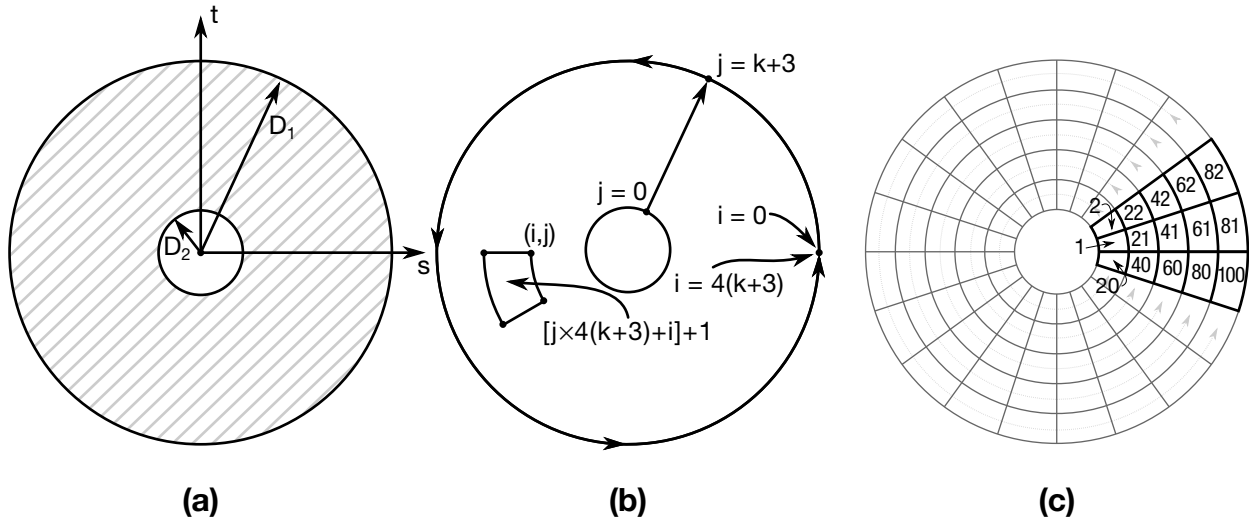 t
D₁
D₂
s
(a)
j = k+3
j = 0
i = 0
(i,j)
i = 4(k+3)
[j×4(k+3)+i]+1
(b)
82
62
42
22
2
81
61
41
21
1
40
60
80
100
20
(c)